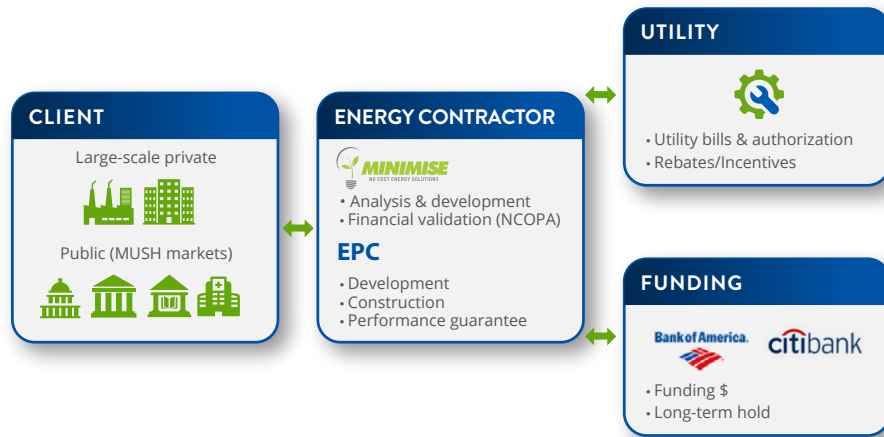 CLIENT
Large-scale private
Public (MUSH markets)
ENERGY CONTRACTOR
MINIMISE
NO COST ENERGY SOLUTIONS
• Analysis & development
• Financial validation (NCOPA)
EPC
• Development
• Construction
• Performance guarantee
UTILITY
• Utility bills & authorization
• Rebates/Incentives
FUNDING
Bank of America.
citibank
• Funding $
• Long-term hold